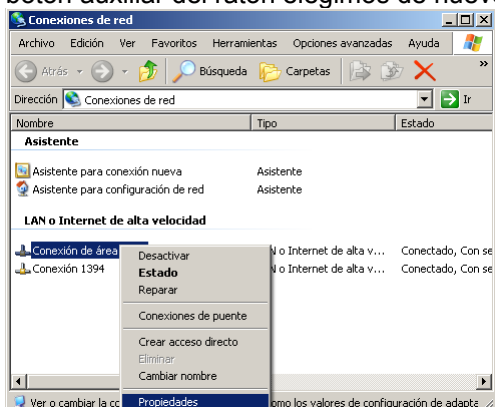 botón auxiliar del ratón elegimos de nuevo
Conexiones de red
Archivo Edición Ver Favoritos Herramientas Opciones avanzadas Ayuda
Atrás Búsqueda Carpetas »
Dirección Conexiones de red Ir
Nombre Tipo Estado
Asistente
Asistente para conexión nueva Asistente
Asistente para configuración de red Asistente
LAN o Internet de alta velocidad
Conexión de área o Internet de alta v... Conectado, Con se
Conexión 1394 o Internet de alta v... Conectado, Con se
Desactivar
Estado
Reparar
Conexiones de puente
Crear acceso directo
Eliminar
Cambiar nombre
Propiedades
Ver o cambiar la como los valores de configuración de adapta